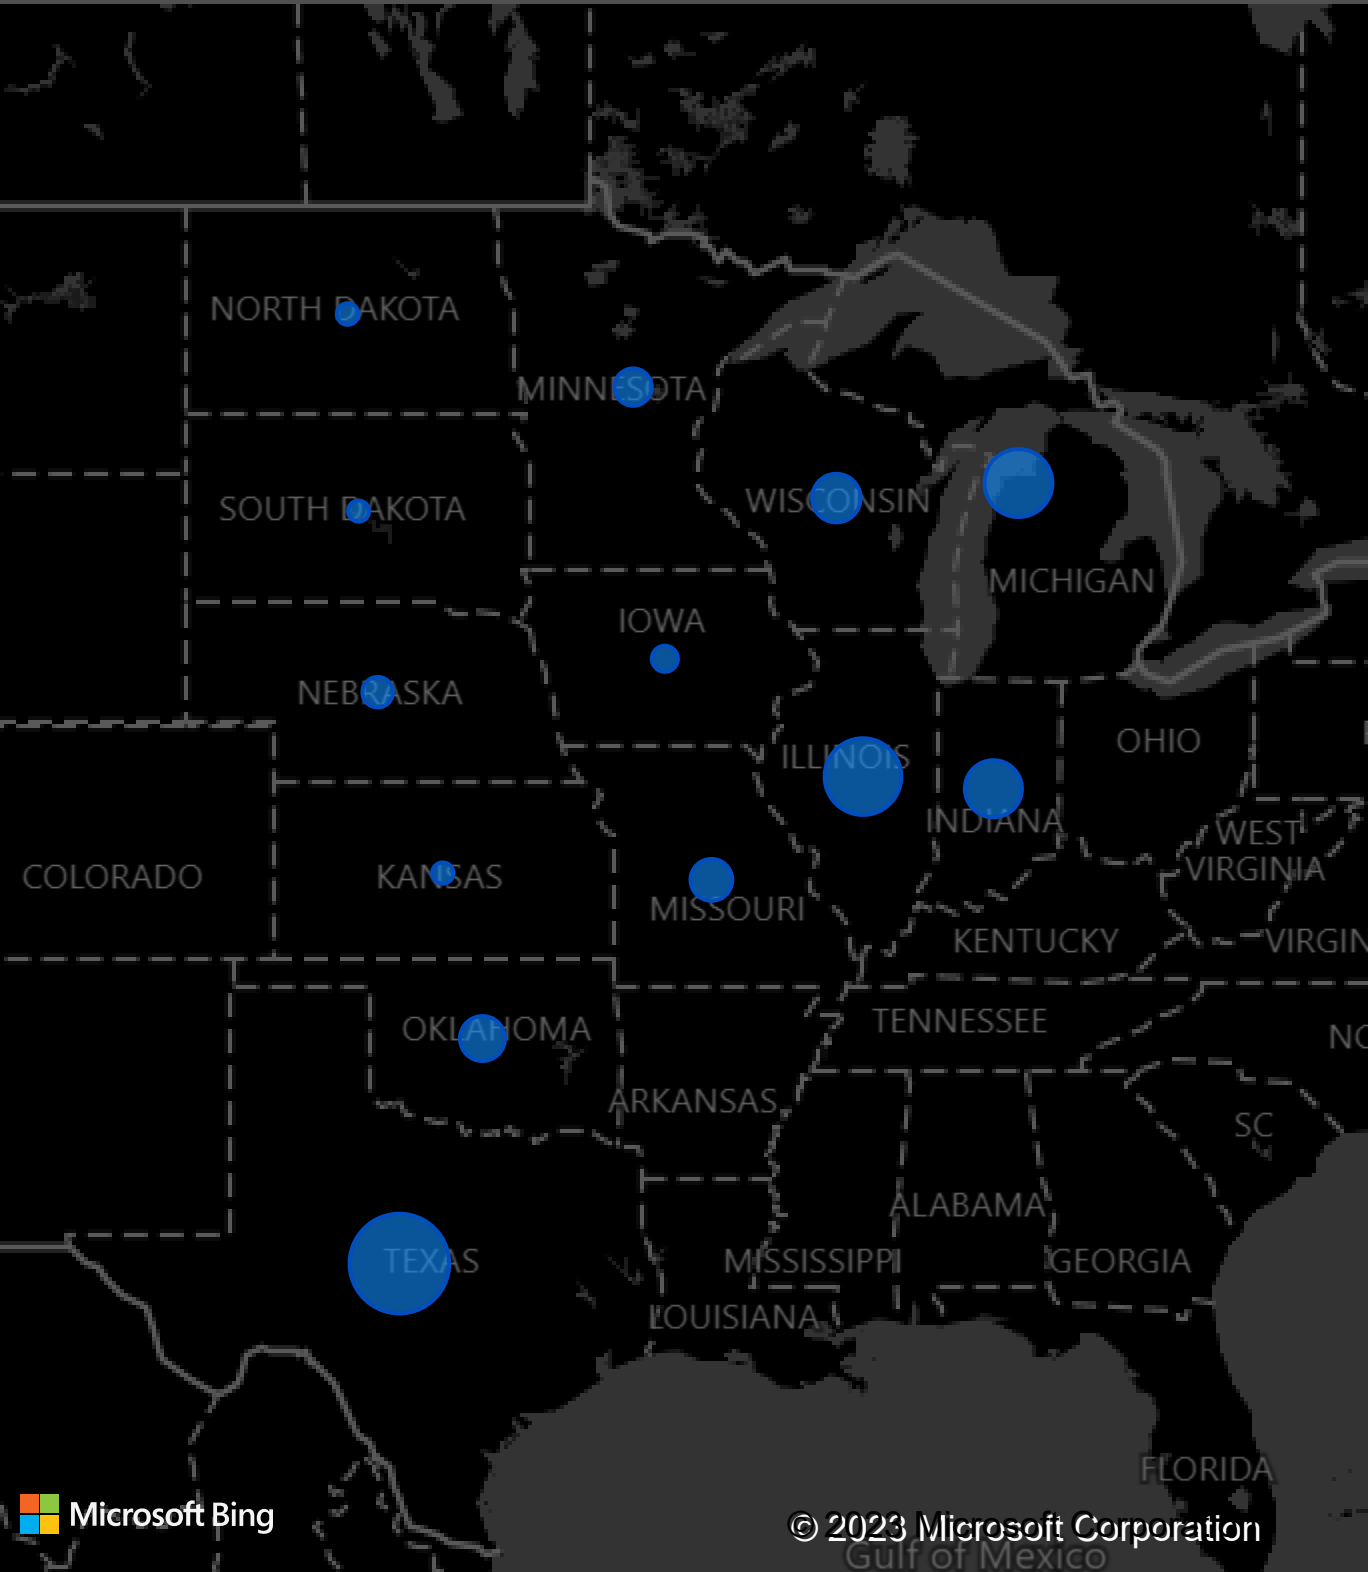 NORTH DAKOTA
MINNESOTA
SOUTH DAKOTA
WISCONSIN
MICHIGAN
IOWA
NEBRASKA
OHIO
ILLINOIS
INDIANA
WEST
VIRGINIA
COLORADO
KANSAS
MISSOURI
KENTUCKY
VIRGIN
TENNESSEE
OKLAHOMA
NO
ARKANSAS
SC
ALABAMA
TEXAS
MISSISSIPPI
GEORGIA
LOUISIANA
FLORIDA
Microsoft Bing
© 2023 Microsoft Corporation
Gulf of Mexico